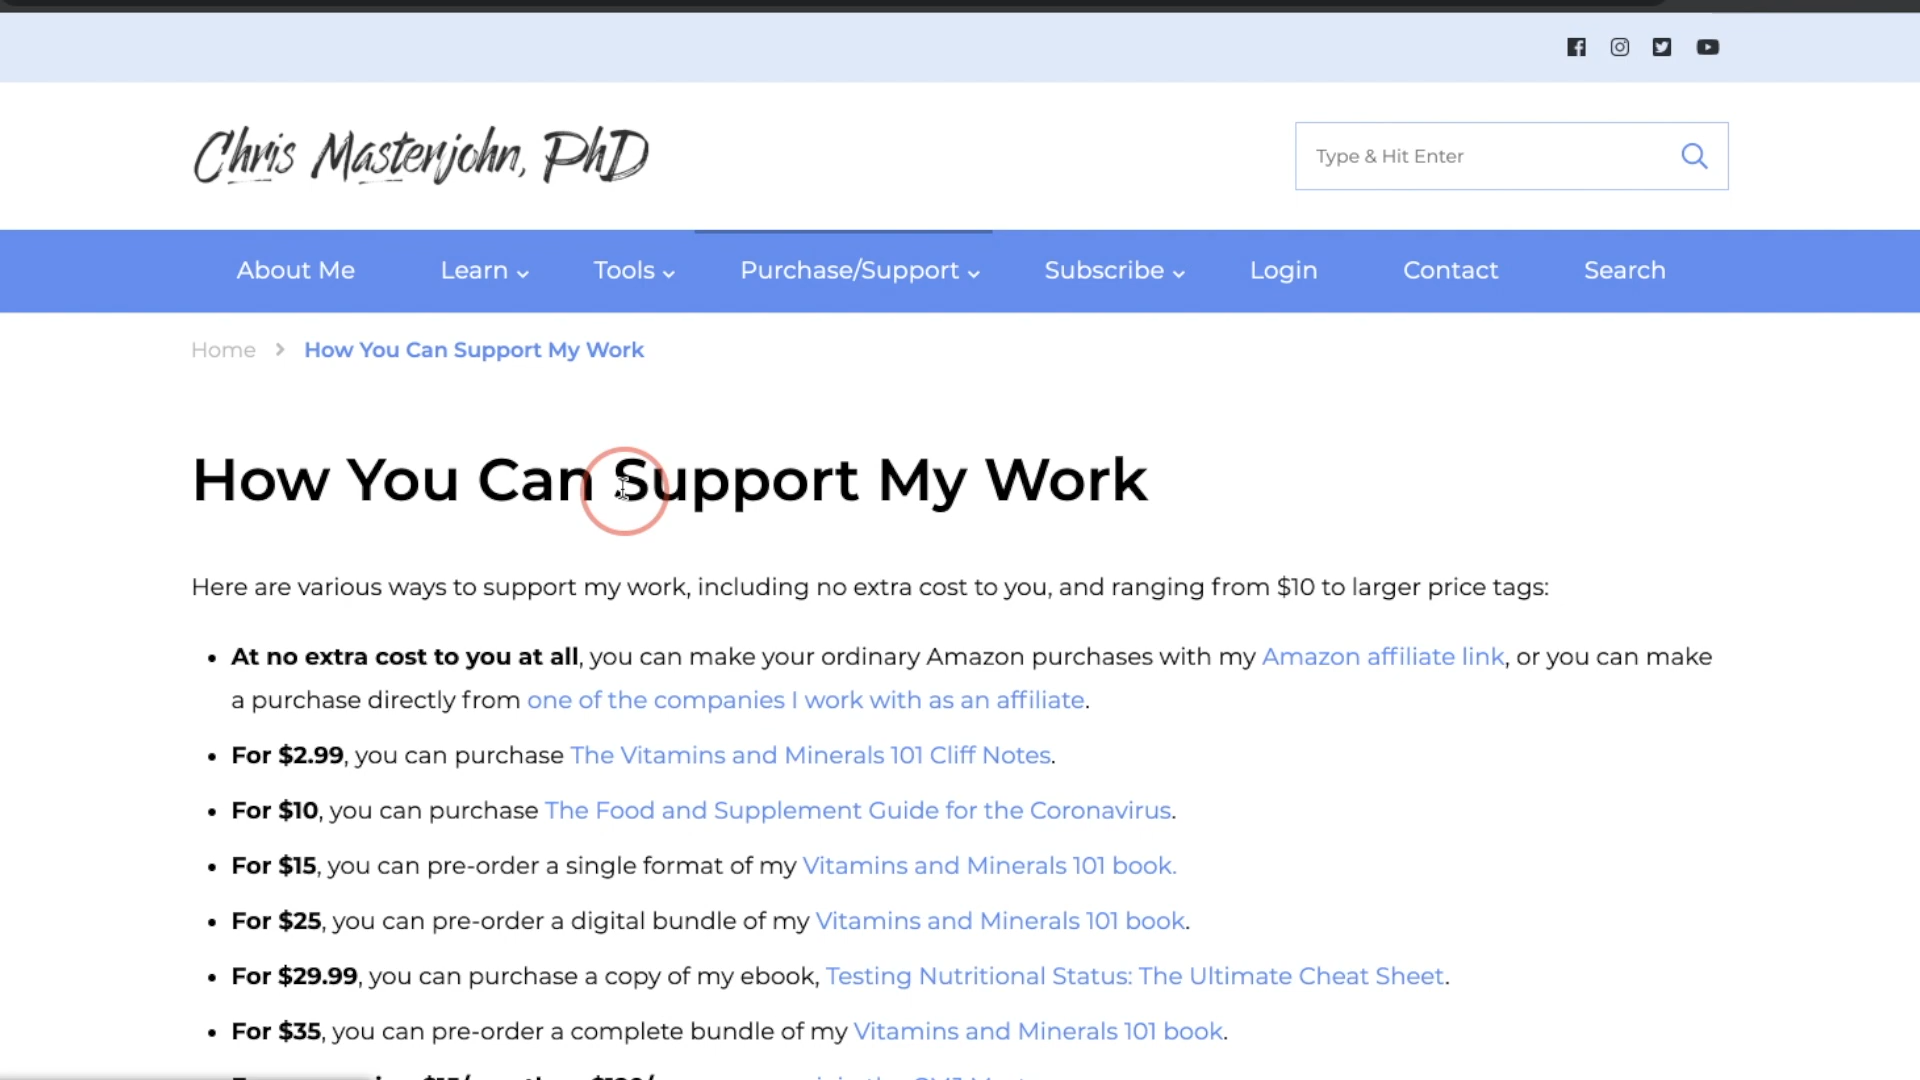 Chris Masterjohn, PhD
Type & Hit Enter
About Me Learn Tools Purchase/Support Subscribe Login Contact Search
Home > How You Can Support My Work
How You Can Support My Work
Here are various ways to support my work, including no extra cost to you, and ranging from $10 to larger price tags:
• At no extra cost to you at all, you can make your ordinary Amazon purchases with my Amazon affiliate link, or you can make
a purchase directly from one of the companies I work with as an affiliate.
• For $2.99, you can purchase The Vitamins and Minerals 101 Cliff Notes.
• For $10, you can purchase The Food and Supplement Guide for the Coronavirus.
• For $15, you can pre-order a single format of my Vitamins and Minerals 101 book.
• For $25, you can pre-order a digital bundle of my Vitamins and Minerals 101 book.
• For $29.99, you can purchase a copy of my ebook, Testing Nutritional Status: The Ultimate Cheat Sheet.
• For $35, you can pre-order a complete bundle of my Vitamins and Minerals 101 book.